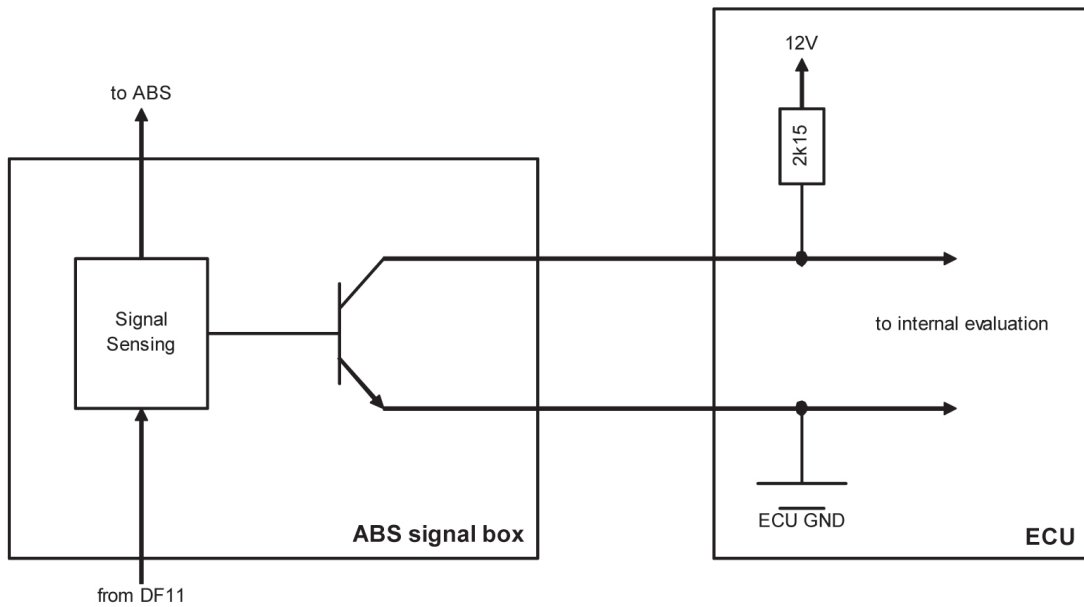 12V
to ABS
2k15
Signal
Sensing
to internal evaluation
ECU GND
ABS signal box
ECU
from DF11